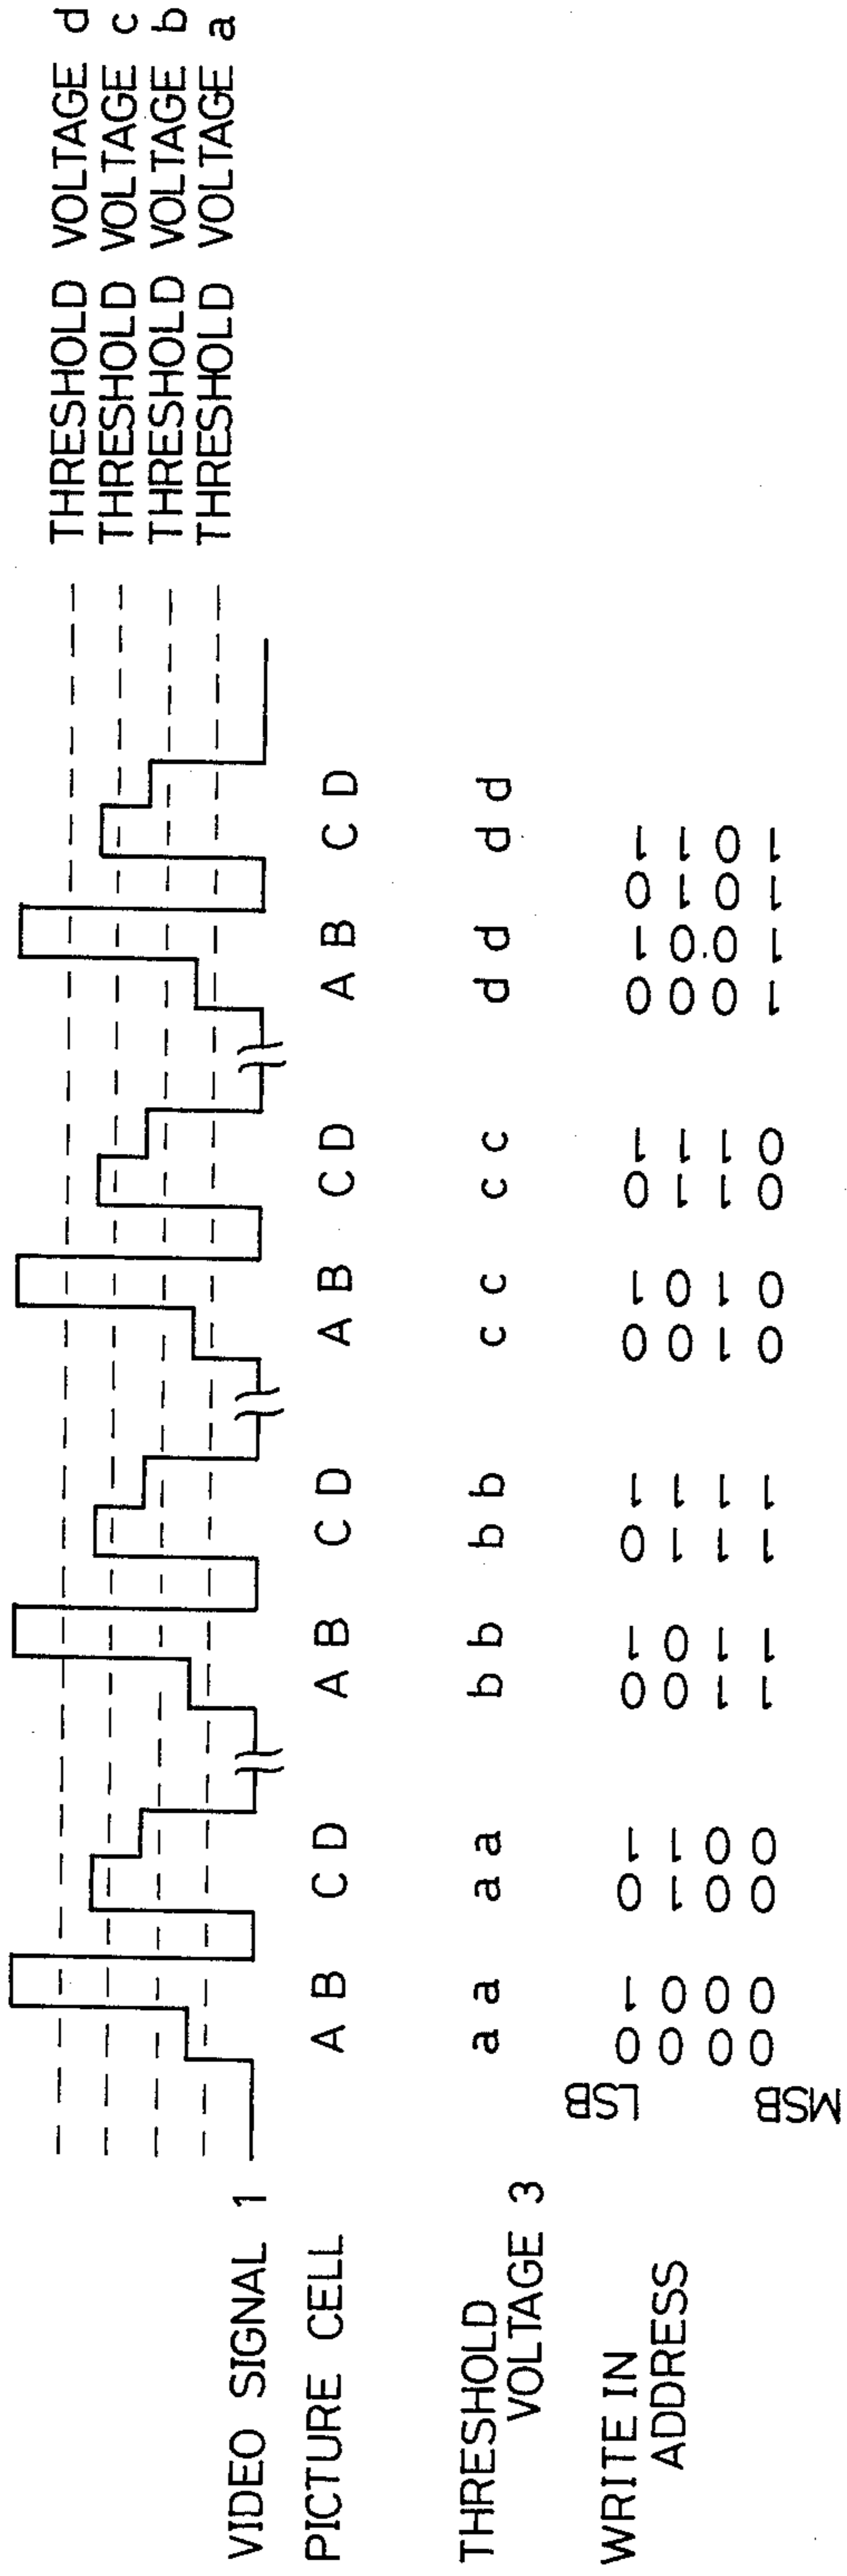 THRESHOLD VOLTAGE d
THRESHOLD VOLTAGE c
THRESHOLD VOLTAGE b
THRESHOLD VOLTAGE a
VIDEO SIGNAL 1
PICTURE CELL A B C D A B C D A B C D A B C D
THRESHOLD a a a a b b b b c c c c d d d d
VOLTAGE 3
WRITE IN LSB 0 1 0 1 0 1 0 1 0 1 0 1 0 1 0 1
ADDRESS 0 0 1 1 0 0 1 1 0 0 1 1 0 0 1 1
0 0 0 0 1 1 1 1 1 1 1 1 0 0 0 0
MSB 0 0 0 0 1 1 1 1 0 0 0 0 1 1 1 1